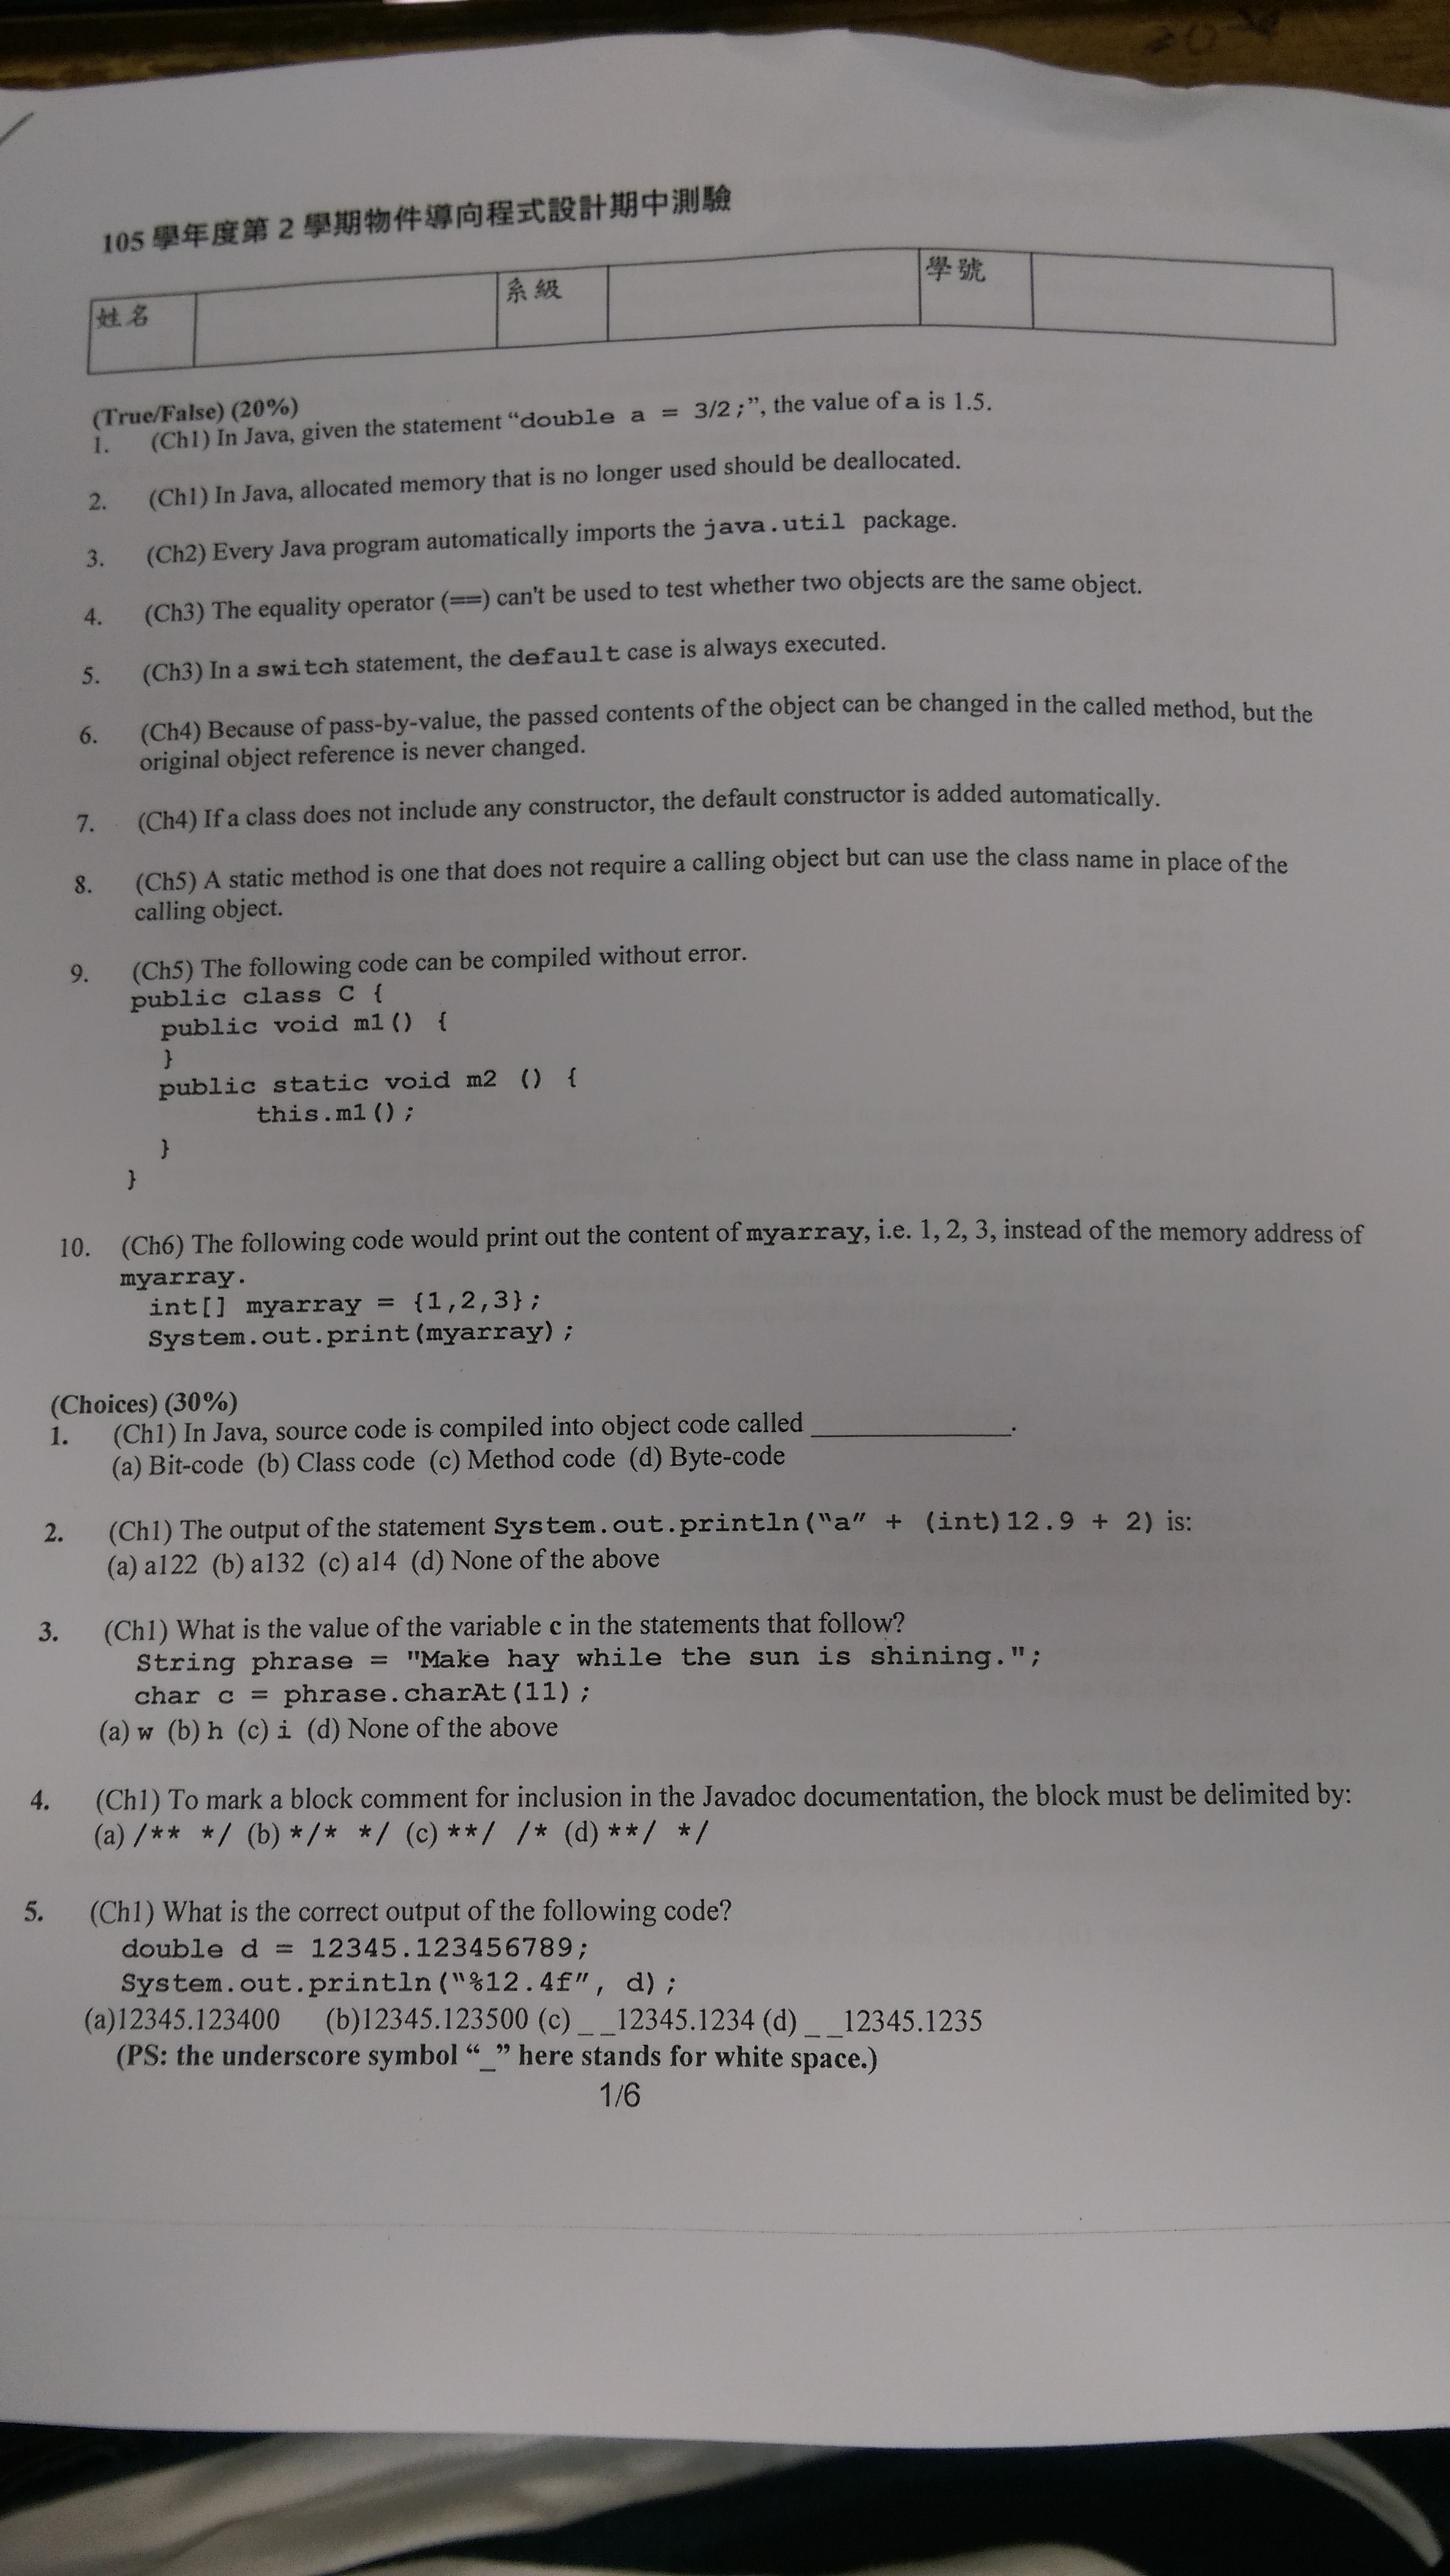 105 學年度第 2 學期物件導向程式設計期中測驗
姓名 系級 學號
(True/False) (20%)
1. (Ch1) In Java, given the statement “double a = 3/2;”, the value of a is 1.5.
2. (Ch1) In Java, allocated memory that is no longer used should be deallocated.
3. (Ch2) Every Java program automatically imports the java.util package.
4. (Ch3) The equality operator (==) can't be used to test whether two objects are the same object.
5. (Ch3) In a switch statement, the default case is always executed.
6. (Ch4) Because of pass-by-value, the passed contents of the object can be changed in the called method, but the
original object reference is never changed.
7. (Ch4) If a class does not include any constructor, the default constructor is added automatically.
8. (Ch5) A static method is one that does not require a calling object but can use the class name in place of the
calling object.
9. (Ch5) The following code can be compiled without error.
public class C {
public void m1() {
}
public static void m2 () {
this.m1();
}
}
10. (Ch6) The following code would print out the content of myarray, i.e. 1, 2, 3, instead of the memory address of
myarray.
int[] myarray = {1,2,3};
System.out.print(myarray);
(Choices) (30%)
1. (Ch1) In Java, source code is compiled into object code called ______________.
(a) Bit-code (b) Class code (c) Method code (d) Byte-code
2. (Ch1) The output of the statement System.out.println(“a” + (int)12.9 + 2) is:
(a) a122 (b) a132 (c) a14 (d) None of the above
3. (Ch1) What is the value of the variable c in the statements that follow?
String phrase = "Make hay while the sun is shining.";
char c = phrase.charAt(11);
(a) w (b) h (c) i (d) None of the above
4. (Ch1) To mark a block comment for inclusion in the Javadoc documentation, the block must be delimited by:
(a) /** */ (b) */* */ (c) **/ /* (d) **/ */
5. (Ch1) What is the correct output of the following code?
double d = 12345.123456789;
System.out.println(“%12.4f”, d);
(a)12345.123400 (b)12345.123500 (c) _ _12345.1234 (d) _ _12345.1235
(PS: the underscore symbol “_” here stands for white space.)
1/6